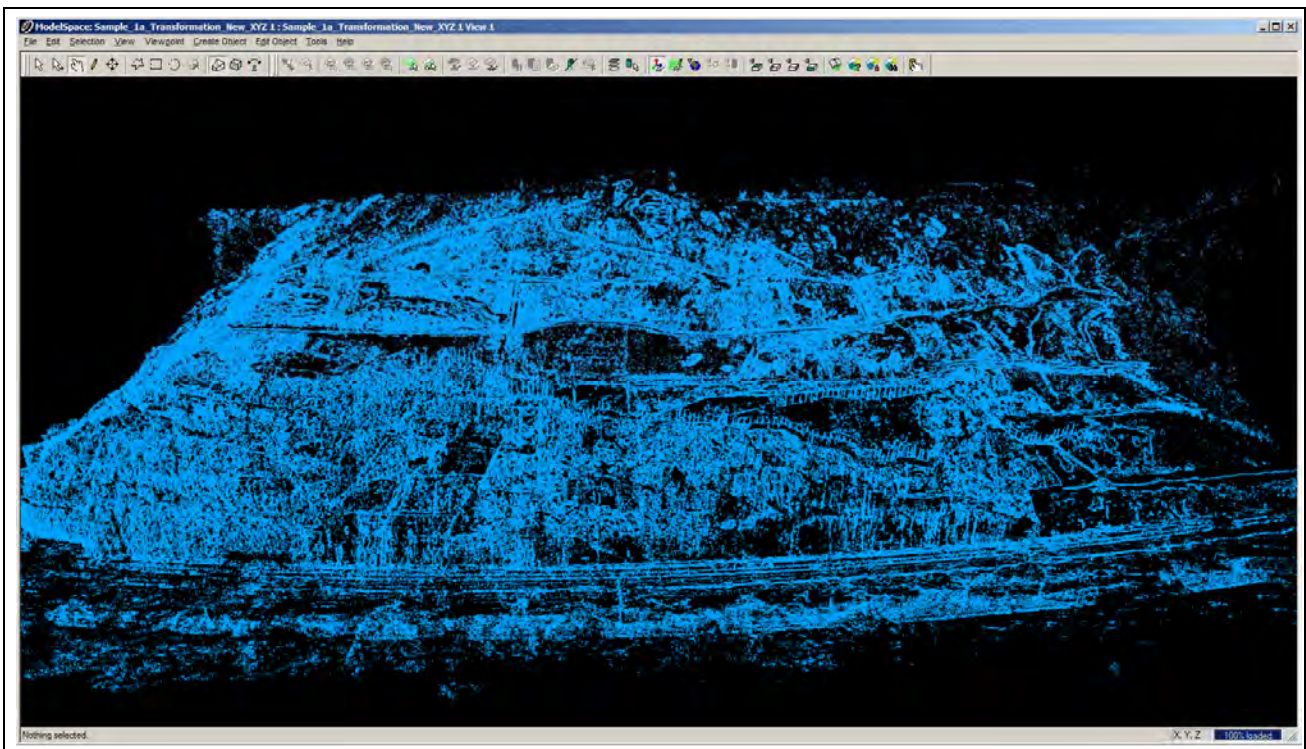 ModelSpace: Sample_1a_Transformation_New_XYZ 1 : Sample_1a_Transformation_New_XYZ 1 View 1
File Edit Selection View Viewpoint Create Object Edit Object Tools Help
Nothing selected. X, Y, Z 100% loaded